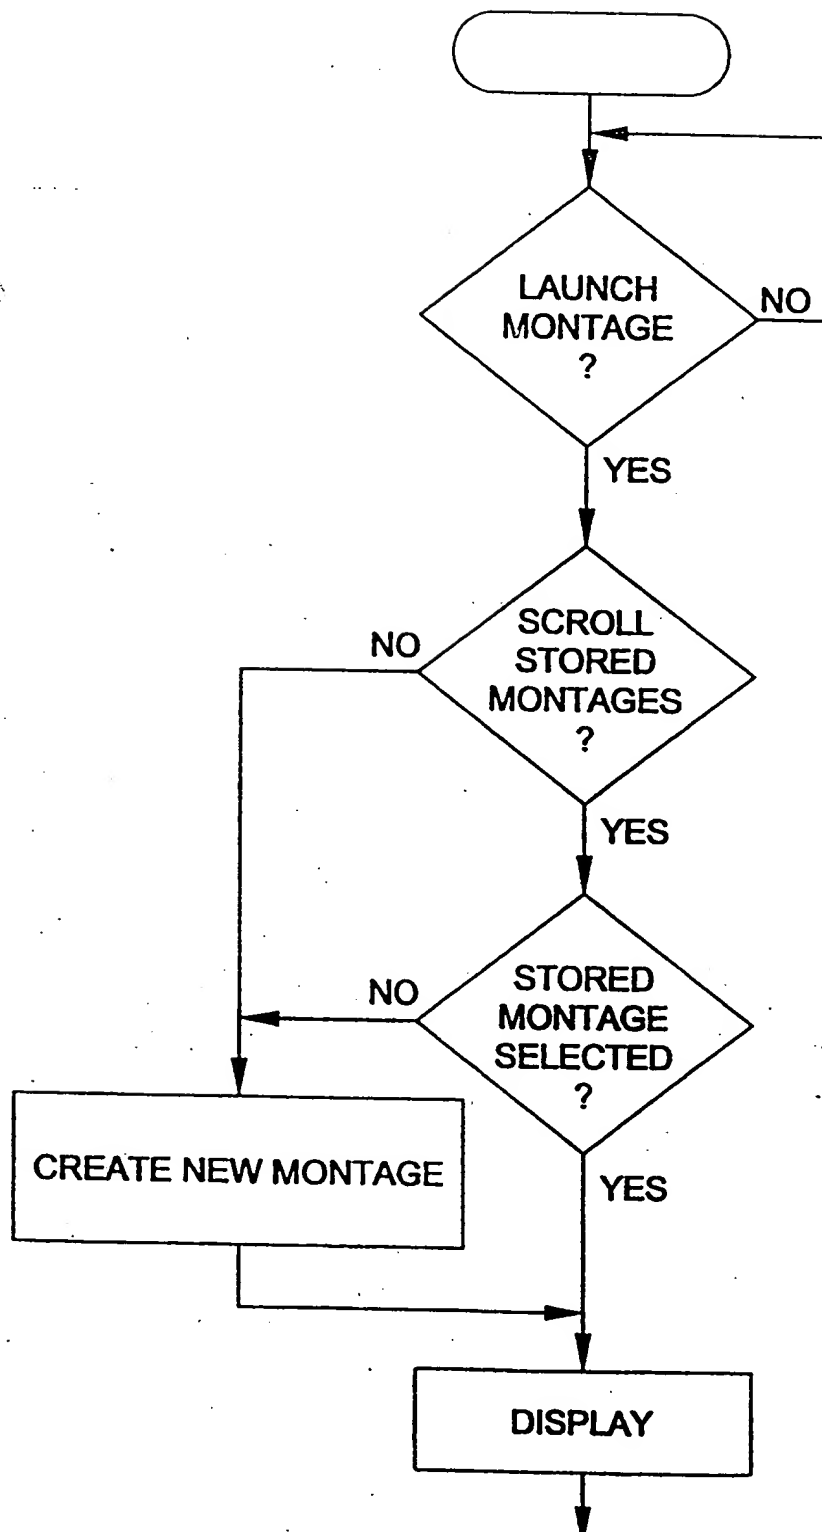 LAUNCH
MONTAGE
?
NO
YES
SCROLL
STORED
MONTAGES
?
NO
YES
STORED
MONTAGE
SELECTED
?
NO
CREATE NEW MONTAGE
YES
DISPLAY